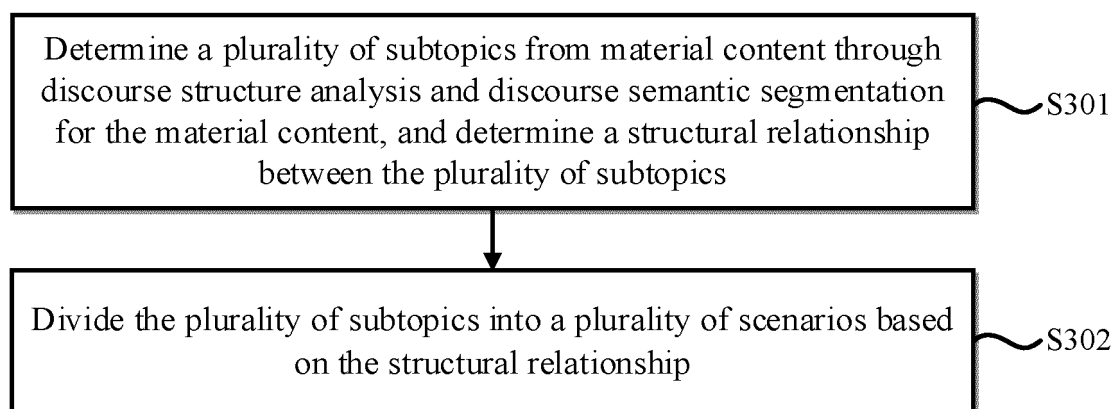 Determine a plurality of subtopics from material content through
discourse structure analysis and discourse semantic segmentation
for the material content, and determine a structural relationship
between the plurality of subtopics
S301
Divide the plurality of subtopics into a plurality of scenarios based
on the structural relationship
S302